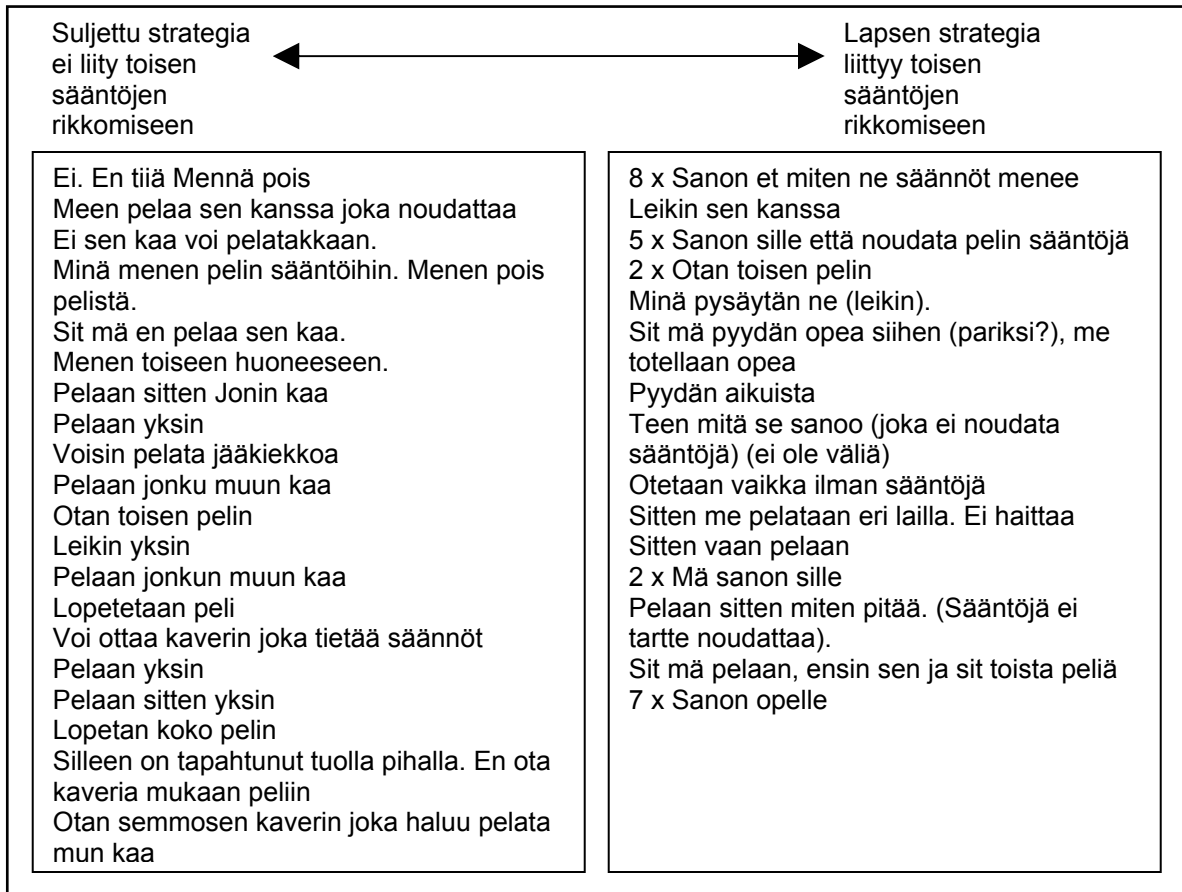 Suljettu strategia
ei liity toisen
sääntöjen
rikkomiseen
Lapsen strategia
liittyy toisen
sääntöjen
rikkomiseen
Ei. En tiiä Mennä pois
Meen pelaa sen kanssa joka noudattaa
Ei sen kaa voi pelatakkaan.
Minä menen pelin sääntöihin. Menen pois
pelistä.
Sit mä en pelaa sen kaa.
Menen toiseen huoneeseen.
Pelaan sitten Jonin kaa
Pelaan yksin
Voisin pelata jääkiekkoa
Pelaan jonku muun kaa
Otan toisen pelin
Leikin yksin
Pelaan jonkun muun kaa
Lopetetaan peli
Voi ottaa kaverin joka tietää säännöt
Pelaan yksin
Pelaan sitten yksin
Lopetan koko pelin
Silleen on tapahtunut tuolla pihalla. En ota
kaveria mukaan peliin
Otan semmosen kaverin joka haluu pelata
mun kaa
8 x Sanon et miten ne säännöt menee
Leikin sen kanssa
5 x Sanon sille että noudata pelin sääntöjä
2 x Otan toisen pelin
Minä pysäytän ne (leikin).
Sit mä pyydän opea siihen (pariksi?), me
totellaan opea
Pyydän aikuista
Teen mitä se sanoo (joka ei noudata
sääntöjä) (ei ole väliä)
Otetaan vaikka ilman sääntöjä
Sitten me pelataan eri lailla. Ei haittaa
Sitten vaan pelaan
2 x Mä sanon sille
Pelaan sitten miten pitää. (Sääntöjä ei
tartte noudattaa).
Sit mä pelaan, ensin sen ja sit toista peliä
7 x Sanon opelle